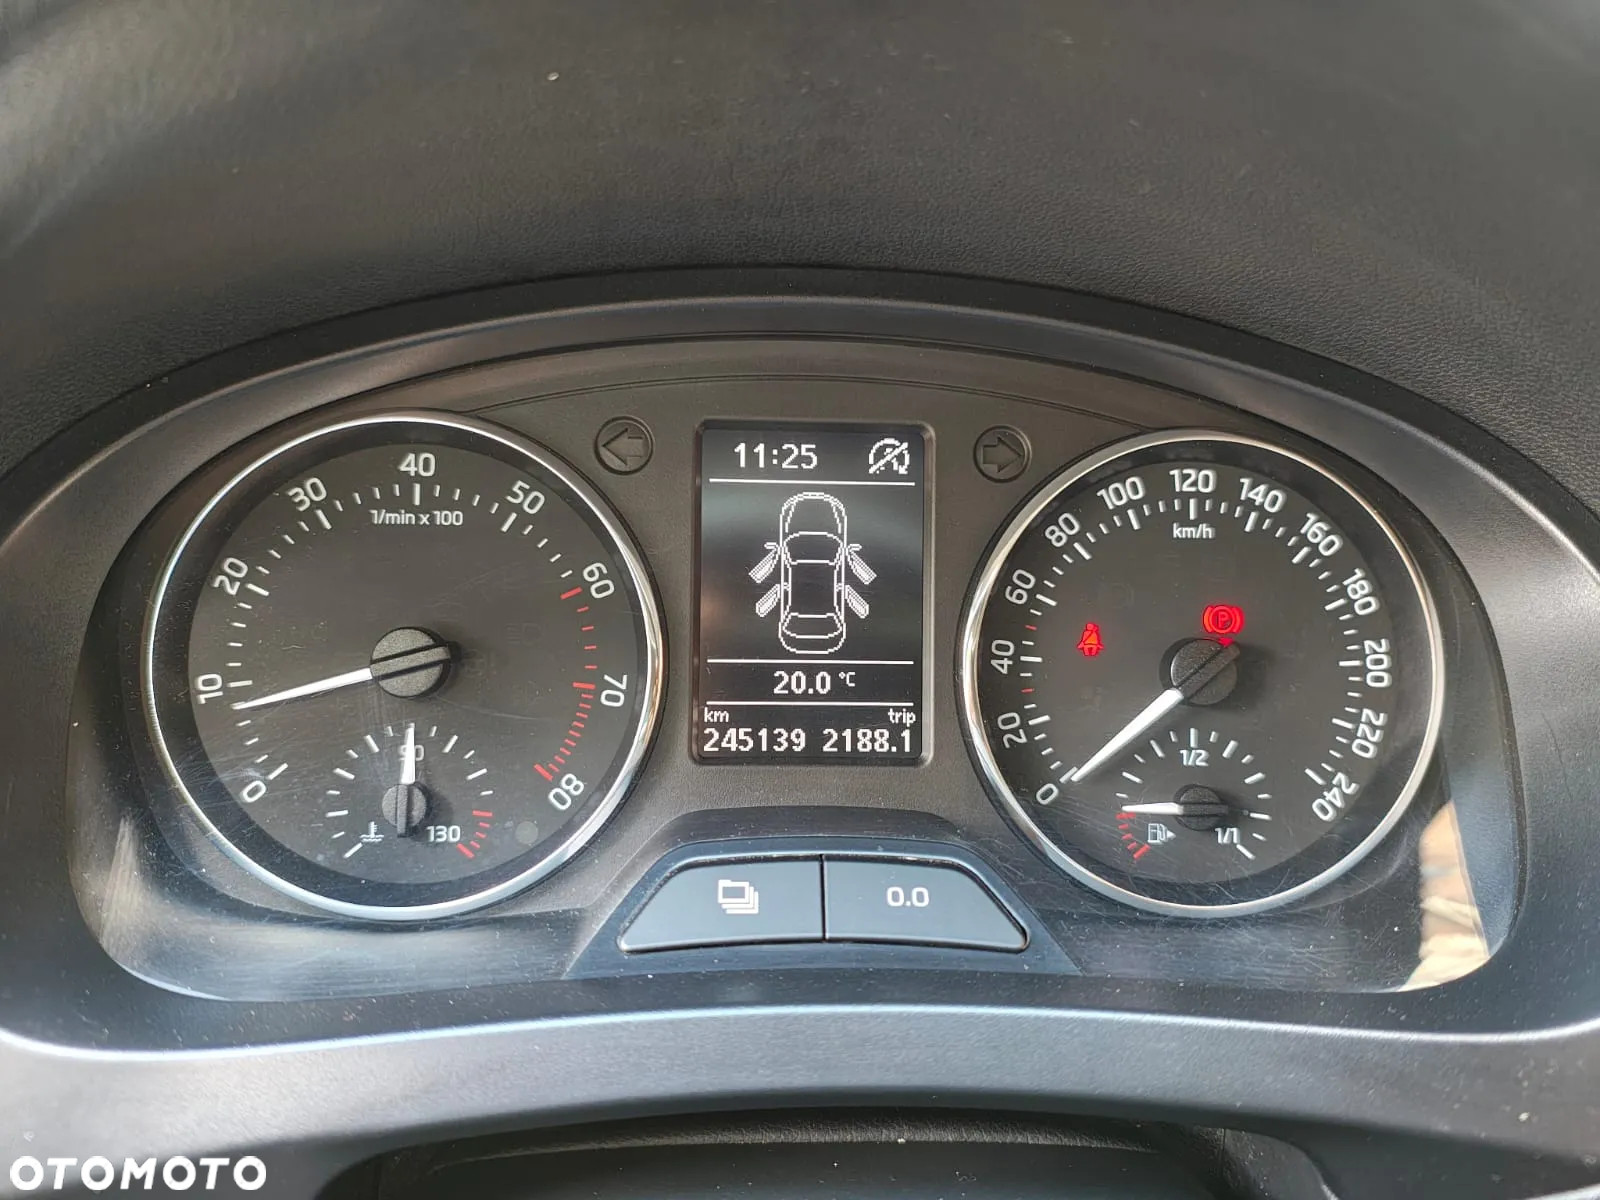 11:25
20.0 °C
km trip
245139 2188.1
0 10 20 30 40 50 60 70 80
1/min x 100
90
130
0 20 40 60 80 100 120 140 160 180 200 220 240
km/h
P
1/2
1/1
0.0
OTOMOTO